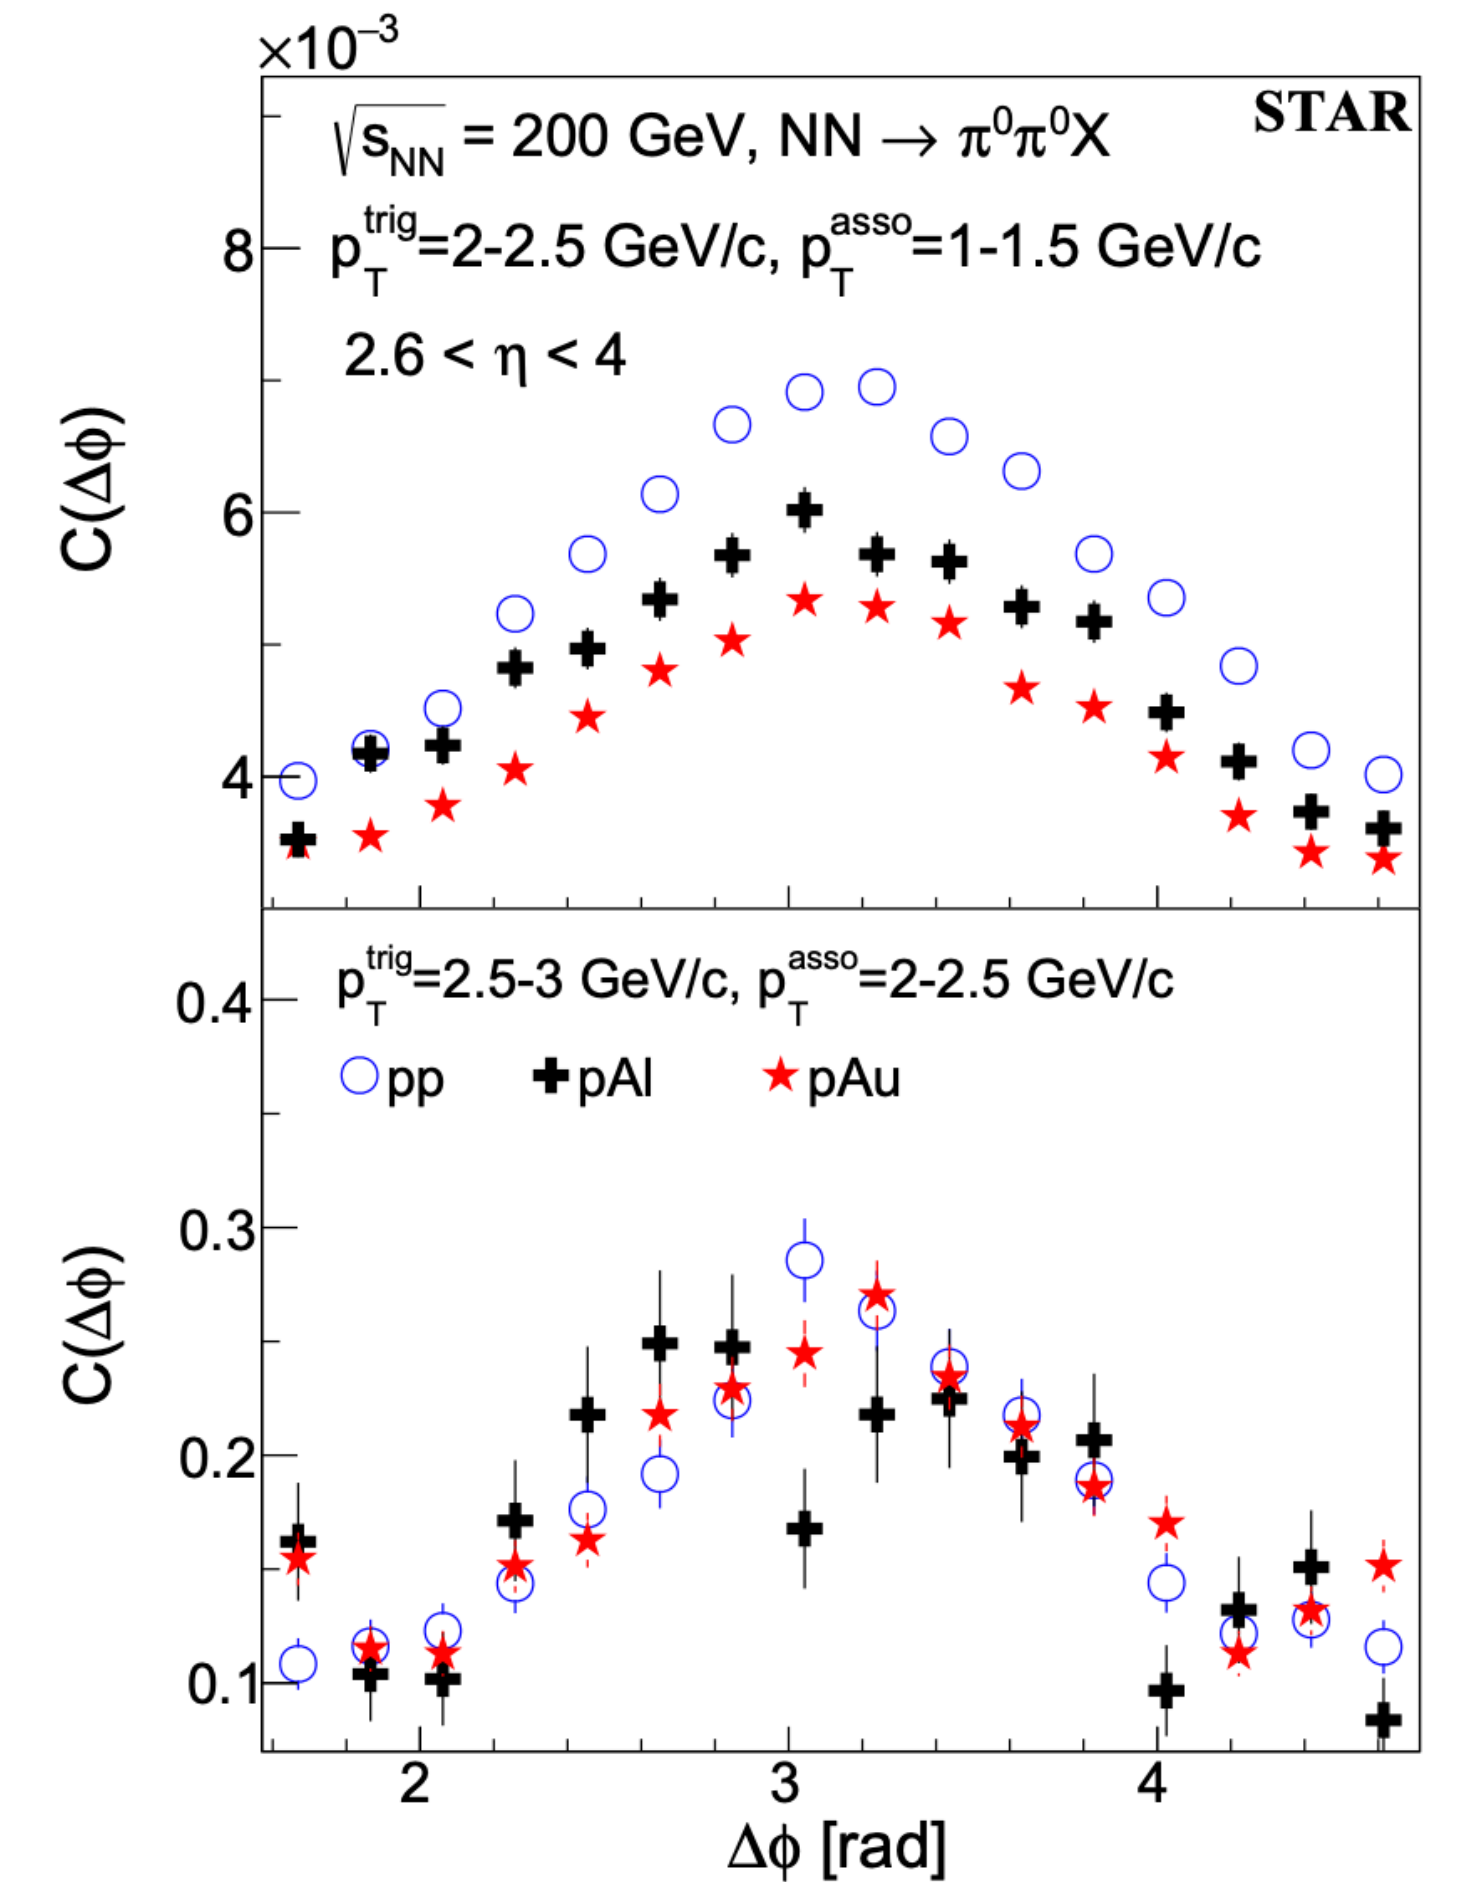 ×10⁻³
√s_NN = 200 GeV, NN → π⁰π⁰X
STAR
p_T^trig=2-2.5 GeV/c, p_T^asso=1-1.5 GeV/c
2.6 < η < 4
8
6
4
C(Δϕ)
p_T^trig=2.5-3 GeV/c, p_T^asso=2-2.5 GeV/c
pp pAl pAu
0.4
0.3
0.2
0.1
C(Δϕ)
2 3 4
Δϕ [rad]